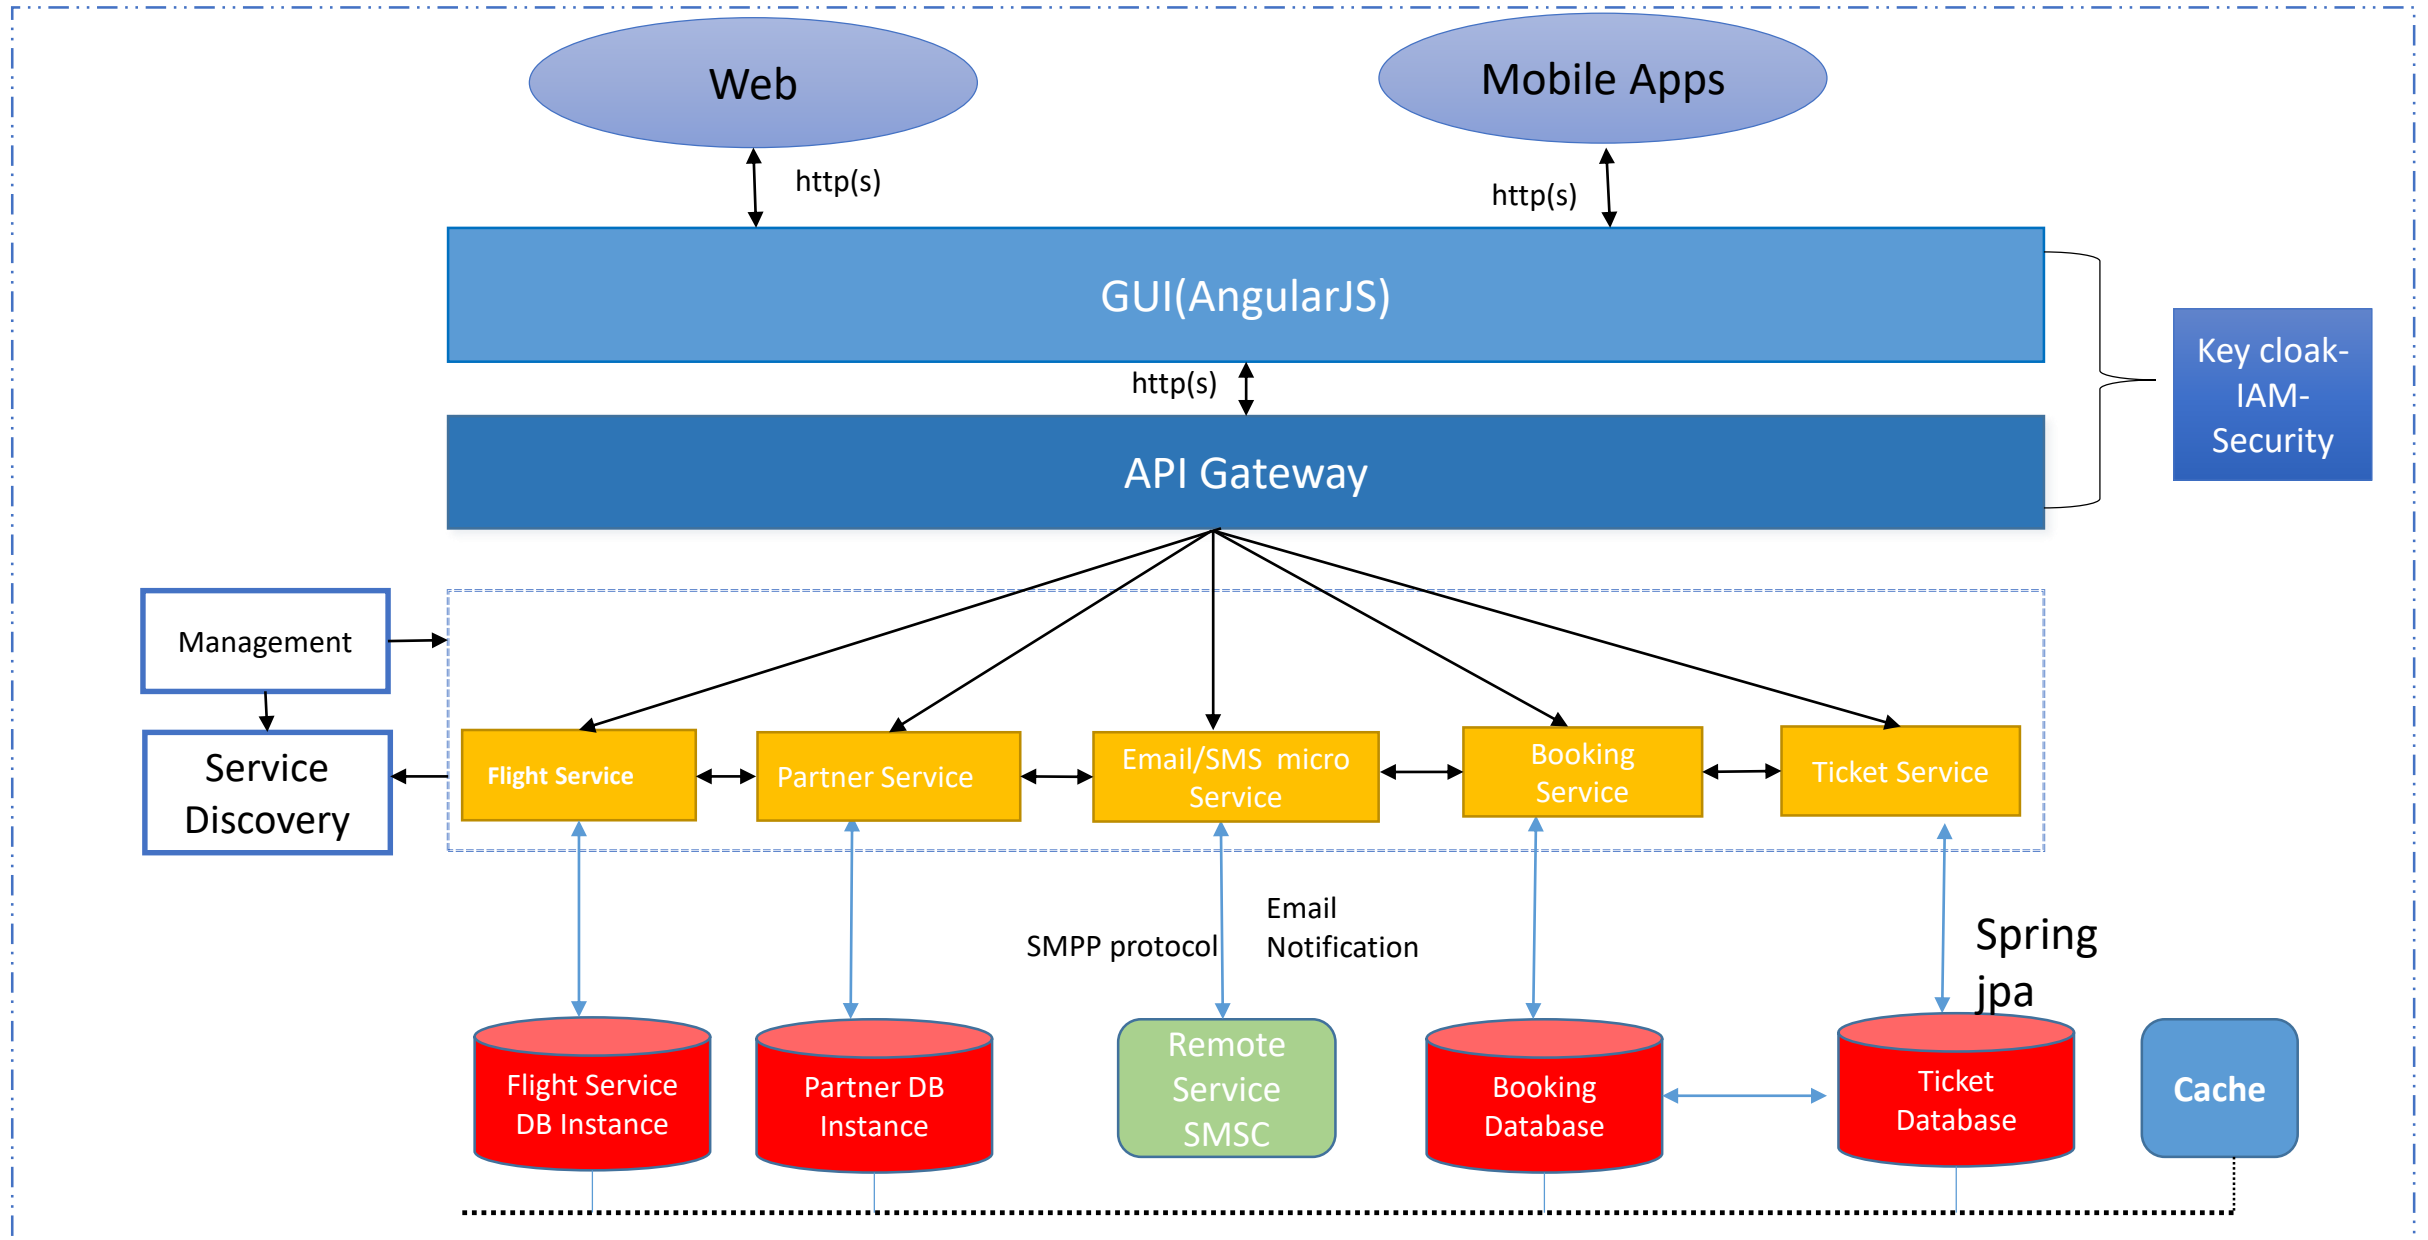 Web
Mobile Apps
http(s)
http(s)
GUI(AngularJS)
Key cloak-
IAM-
Security
http(s)
API Gateway
Management
Service
Discovery
Flight Service
Partner Service
Email/SMS  micro
Service
Booking
Service
Ticket Service
SMPP protocol
Email
Notification
Spring
jpa
Flight Service
DB Instance
Partner DB
Instance
Remote
Service
SMSC
Booking
Database
Ticket
Database
Cache